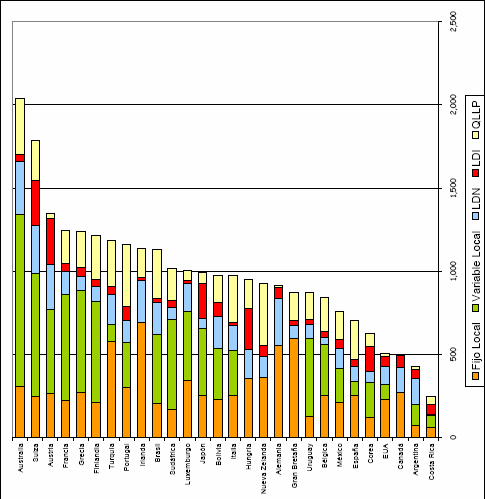 2,500
2,000
1,500
1,000
500
0
Australia
Suiza
Austria
Francia
Grecia
Finlandia
Turquía
Portugal
Irlanda
Brasil
Sudáfrica
Luxemburgo
Japón
Bolivia
Italia
Hungria
Nueva Zelanda
Alemania
Gran Bretaña
Uruguay
Bélgica
México
España
Corea
EUA
Canadá
Argentina
Costa Rica
Fijo Local Variable Local LDN LDI QLLP